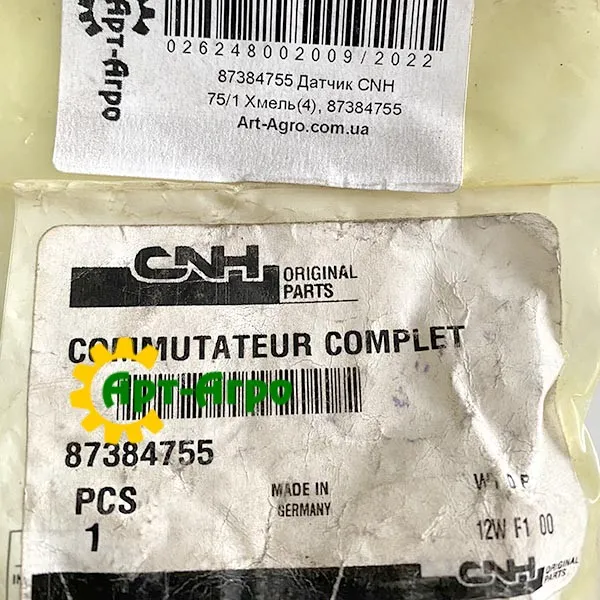 Арт-Агро
026248002009/2022
87384755 Датчик CNH
75/1 Хмель(4), 87384755
Art-Agro.com.ua
CNH
ORIGINAL
PARTS
COMMUTATEUR COMPLET
Арт-Агро
87384755
PCS
1
MADE IN
GERMANY
12W F1 00
CNH
ORIGINAL
PARTS